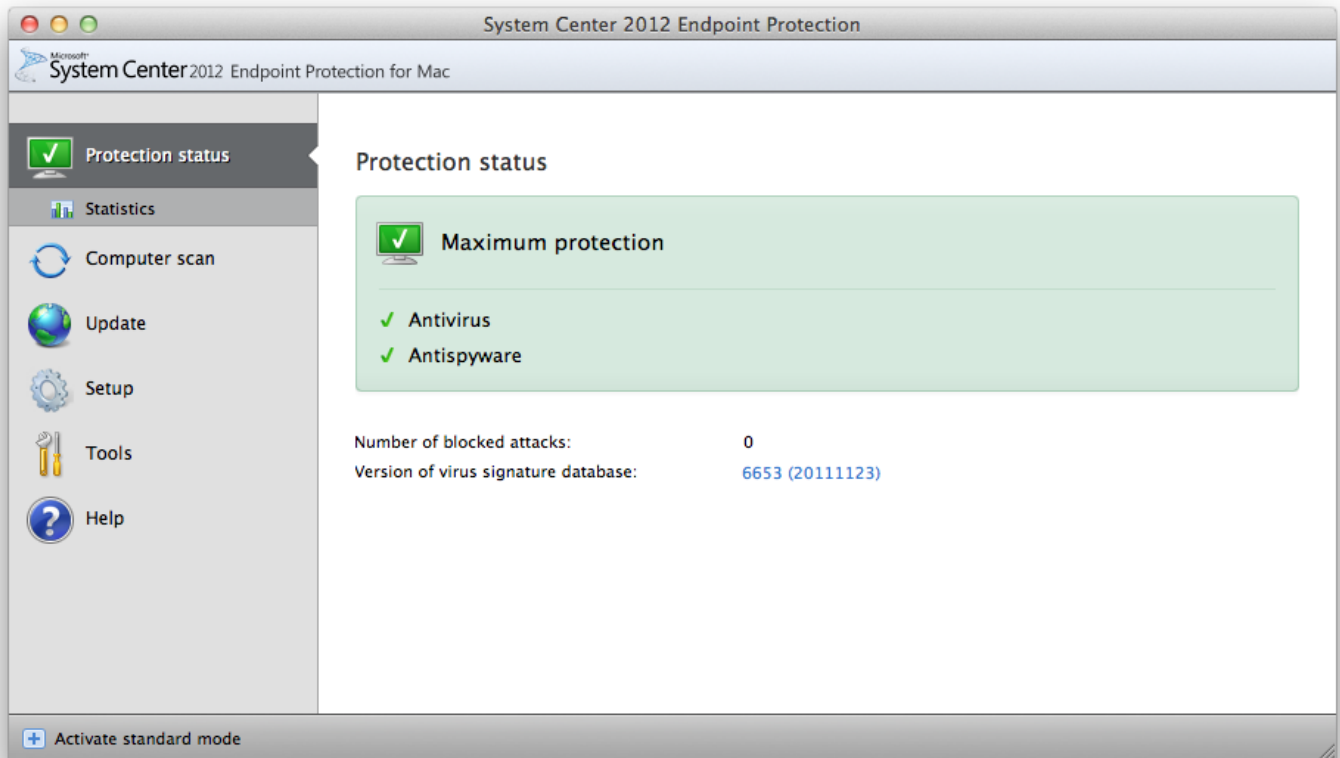 System Center 2012 Endpoint Protection
Microsoft
System Center 2012 Endpoint Protection for Mac
Protection status
Statistics
Computer scan
Update
Setup
Tools
Help
Protection status
Maximum protection
Antivirus
Antispyware
Number of blocked attacks: 0
Version of virus signature database: 6653 (20111123)
Activate standard mode